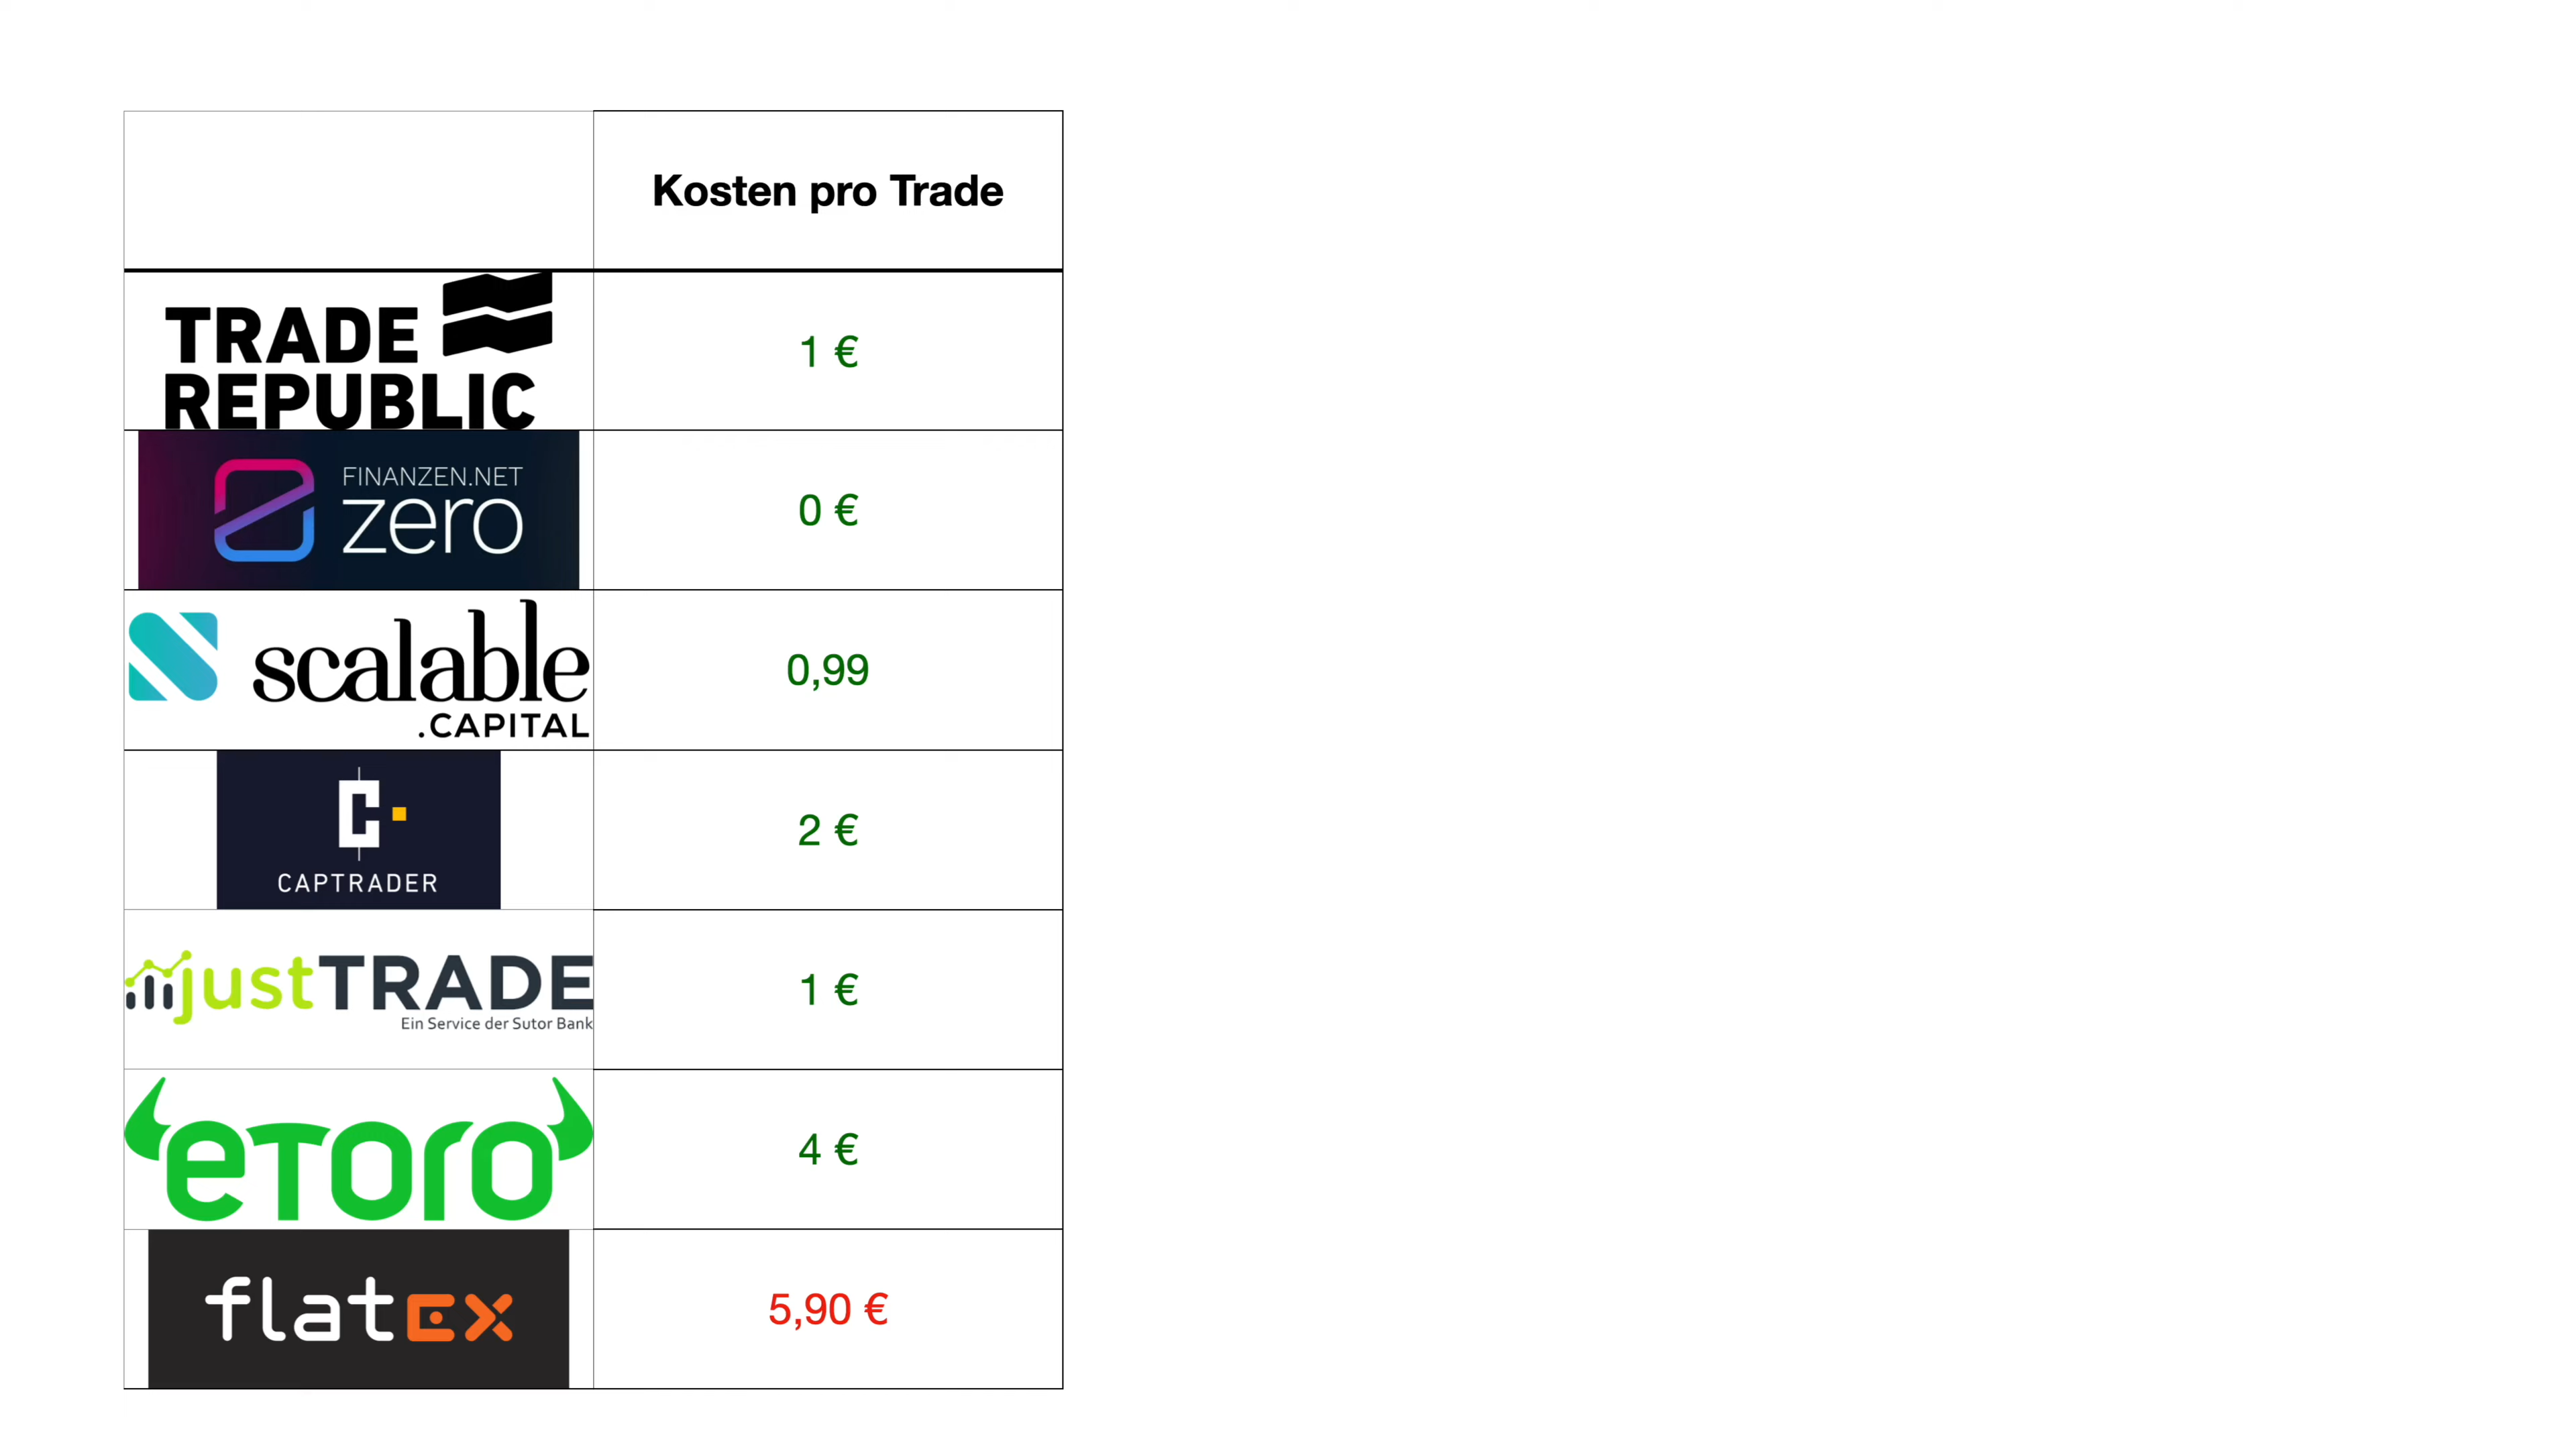 Kosten pro Trade
TRADE
REPUBLIC
1 €
FINANZEN.NET
zero
0 €
scalable
.CAPITAL
0,99
C
CAPTRADER
2 €
justTRADE
Ein Service der Sutor Bank
1 €
eToro
4 €
flatex
5,90 €